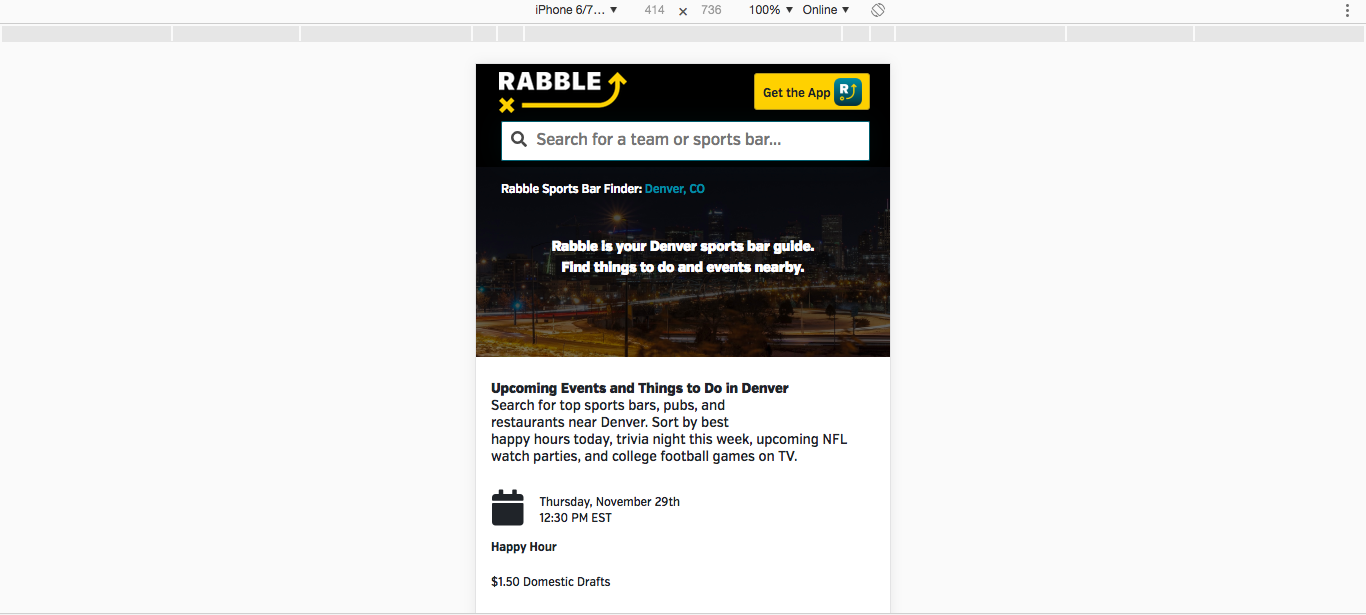 iPhone 6/7... ▼ 414 × 736 100% ▼ Online ▼
RABBLE
Get the App
R
Search for a team or sports bar...
Rabble Sports Bar Finder: Denver, CO
Rabble is your Denver sports bar guide.
Find things to do and events nearby.
Upcoming Events and Things to Do in Denver
Search for top sports bars, pubs, and
restaurants near Denver. Sort by best
happy hours today, trivia night this week, upcoming NFL
watch parties, and college football games on TV.
Thursday, November 29th
12:30 PM EST
Happy Hour
$1.50 Domestic Drafts